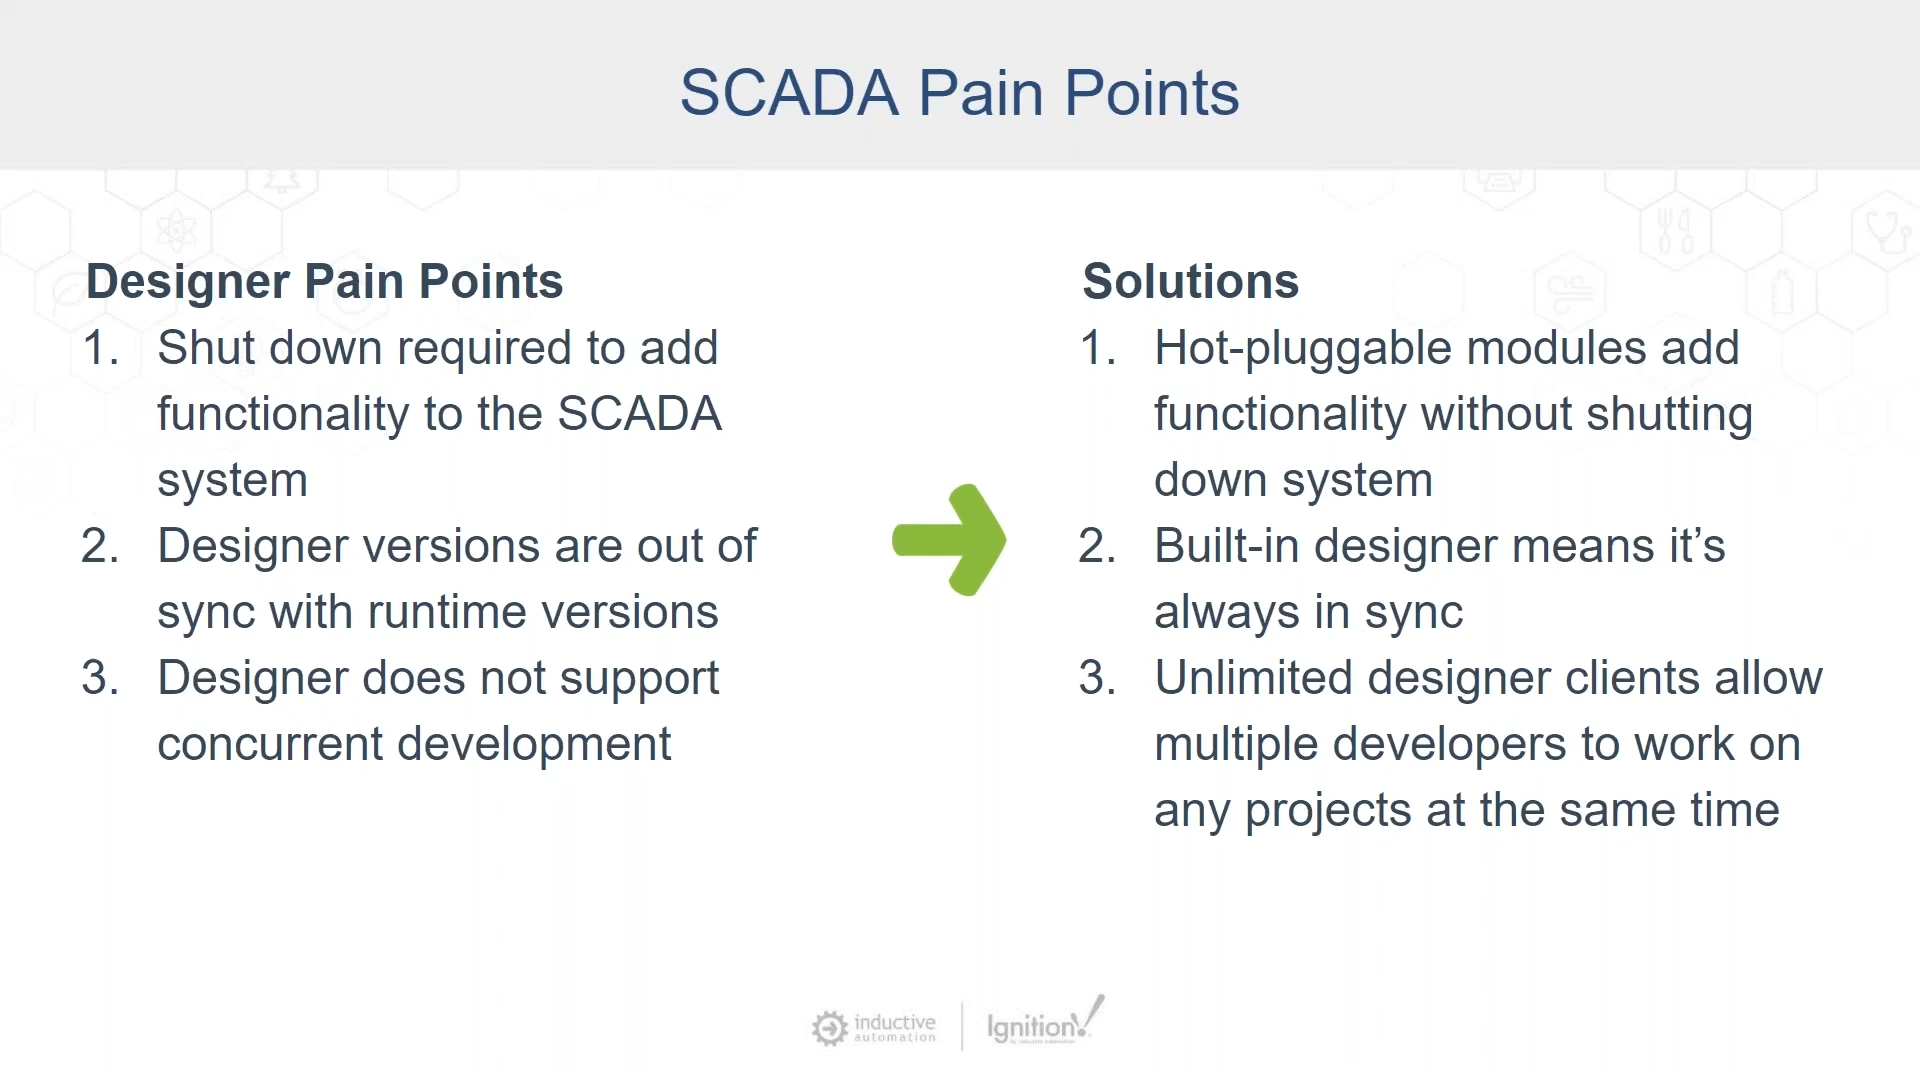 SCADA Pain Points
Designer Pain Points
1. Shut down required to add
functionality to the SCADA
system
2. Designer versions are out of
sync with runtime versions
3. Designer does not support
concurrent development
Solutions
1. Hot-pluggable modules add
functionality without shutting
down system
2. Built-in designer means it’s
always in sync
3. Unlimited designer clients allow
multiple developers to work on
any projects at the same time
inductive
automation
Ignition!
by inductive automation